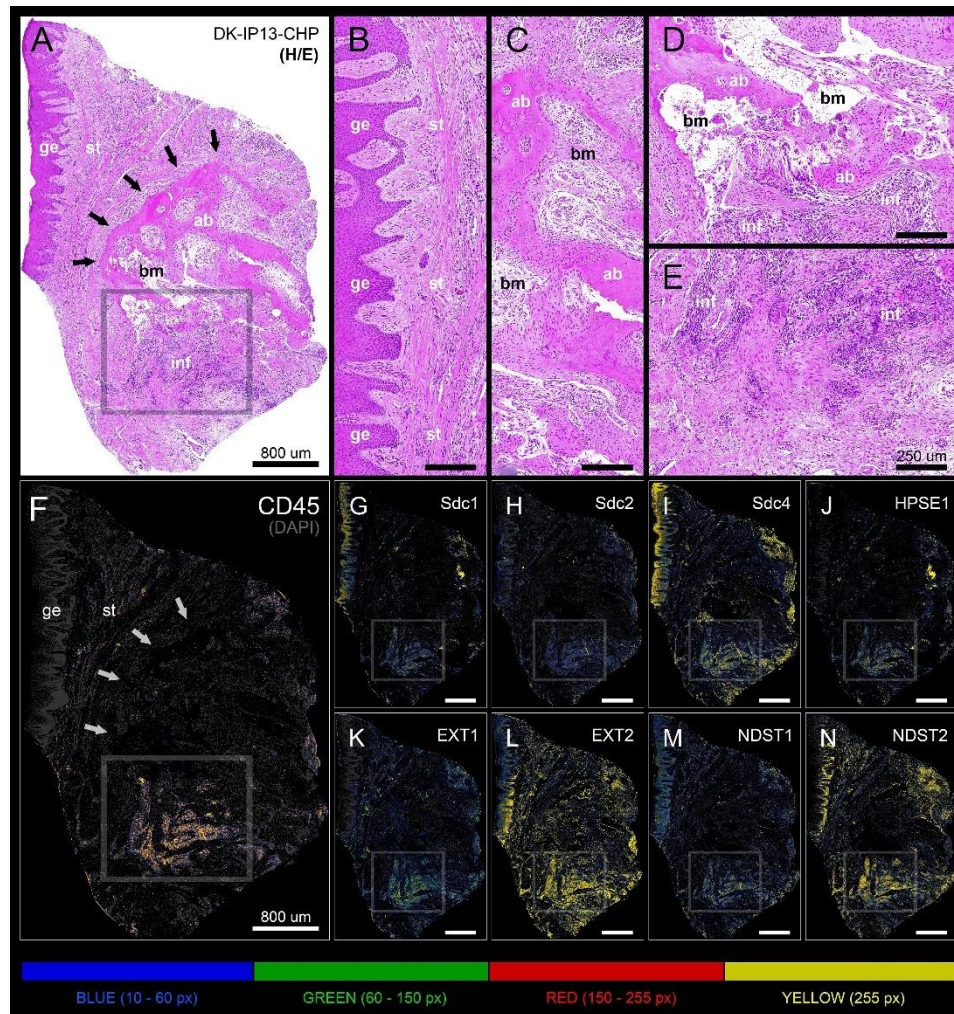 A
DK-IP13-CHP
(H/E)
ge
st
ab
bm
inf
800 um
B
ge
st
st
ge
ge
st
C
ab
bm
bm
ab
D
ab
bm
bm
ab
inf
inf
E
inf
inf
250 um
F
CD45
(DAPI)
ge
st
800 um
G
Sdc1
H
Sdc2
I
Sdc4
J
HPSE1
K
EXT1
L
EXT2
M
NDST1
N
NDST2
BLUE (10 - 60 px)
GREEN (60 - 150 px)
RED (150 - 255 px)
YELLOW (255 px)